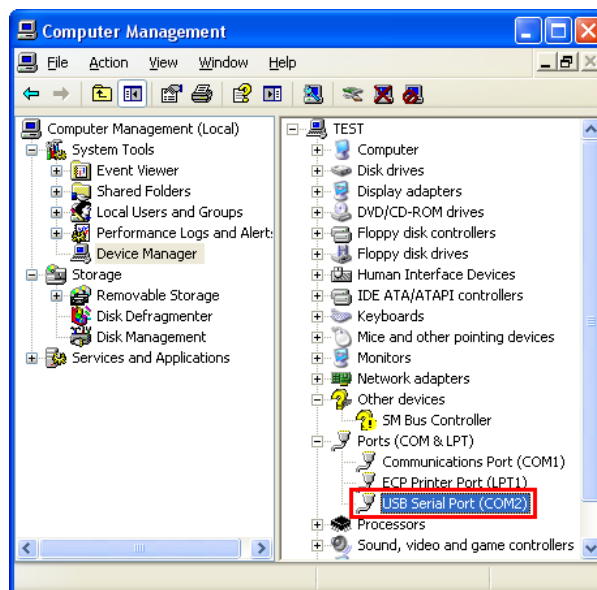 Computer Management
File Action View Window Help
Computer Management (Local)
System Tools
Event Viewer
Shared Folders
Local Users and Groups
Performance Logs and Alert:
Device Manager
Storage
Removable Storage
Disk Defragmenter
Disk Management
Services and Applications
TEST
Computer
Disk drives
Display adapters
DVD/CD-ROM drives
Floppy disk controllers
Floppy disk drives
Human Interface Devices
IDE ATA/ATAPI controllers
Keyboards
Mice and other pointing devices
Monitors
Network adapters
Other devices
SM Bus Controller
Ports (COM & LPT)
Communications Port (COM1)
ECP Printer Port (LPT1)
USB Serial Port (COM2)
Processors
Sound, video and game controllers